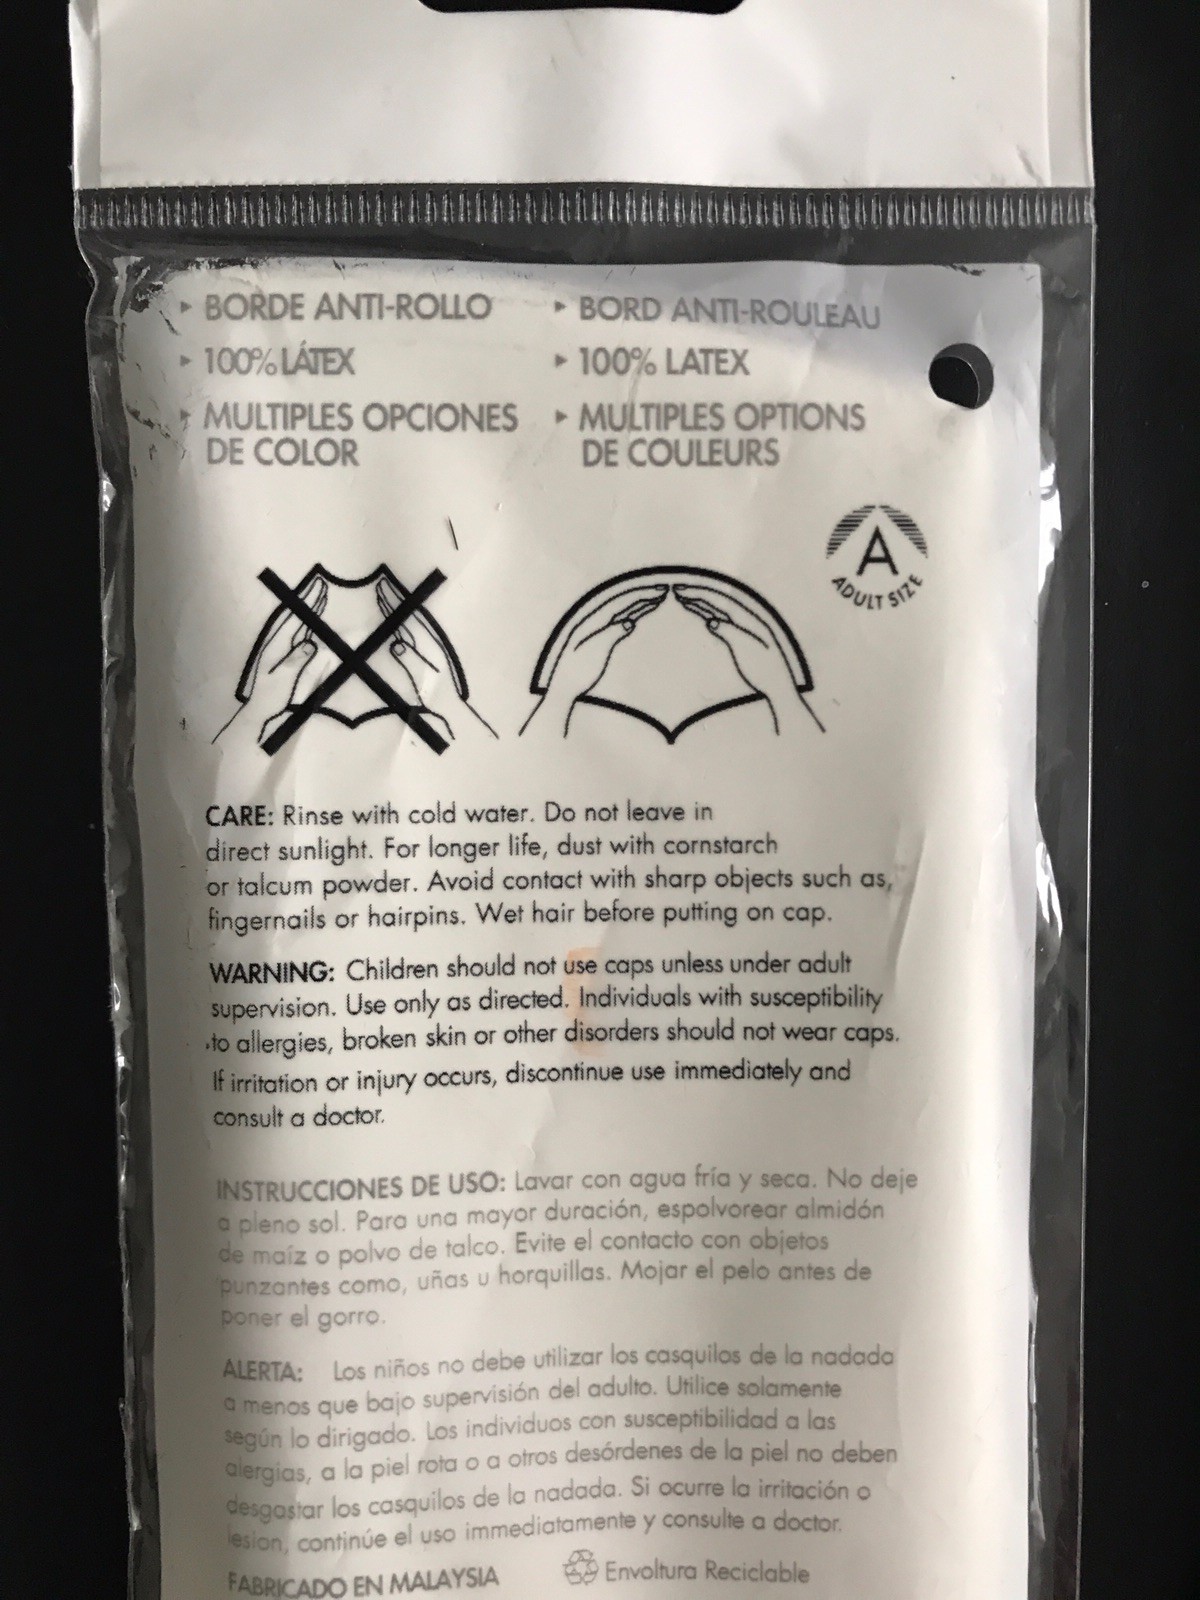 ▸ BORDE ANTI-ROLLO
▸ 100% LÁTEX
▸ MULTIPLES OPCIONES
DE COLOR
▸ BORD ANTI-ROULEAU
▸ 100% LATEX
▸ MULTIPLES OPTIONS
DE COULEURS
A
ADULT SIZE
CARE: Rinse with cold water. Do not leave in
direct sunlight. For longer life, dust with cornstarch
or talcum powder. Avoid contact with sharp objects such as,
fingernails or hairpins. Wet hair before putting on cap.
WARNING: Children should not use caps unless under adult
supervision. Use only as directed. Individuals with susceptibility
to allergies, broken skin or other disorders should not wear caps.
If irritation or injury occurs, discontinue use immediately and
consult a doctor.
INSTRUCCIONES DE USO: Lavar con agua fría y seca. No deje
a pleno sol. Para una mayor duración, espolvorear almidón
de maíz o polvo de talco. Evite el contacto con objetos
punzantes como, uñas u horquillas. Mojar el pelo antes de
poner el gorro.
ALERTA: Los niños no debe utilizar los casquilos de la nadada
a menos que bajo supervisión del adulto. Utilice solamente
según lo dirigado. Los individuos con susceptibilidad a las
alergias, a la piel rota o a otros desórdenes de la piel no deben
desgastar los casquilos de la nadada. Si ocurre la irritación o
lesion, continúe el uso immediatamente y consulte a doctor.
FABRICADO EN MALAYSIA
Envoltura Reciclable